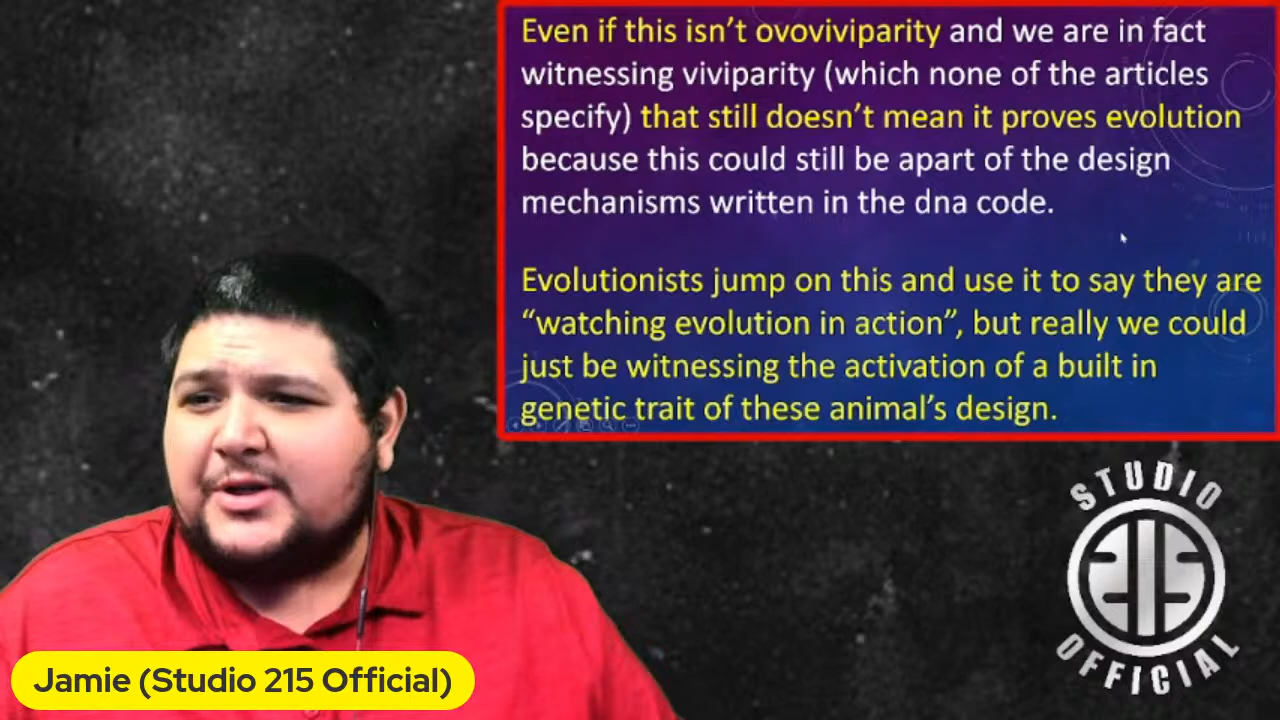 Even if this isn't ovoviviparity and we are in fact
witnessing viviparity (which none of the articles
specify) that still doesn't mean it proves evolution
because this could still be apart of the design
mechanisms written in the dna code.
Evolutionists jump on this and use it to say they are
“watching evolution in action”, but really we could
just be witnessing the activation of a built in
genetic trait of these animal's design.
STUDIO
215
OFFICIAL
Jamie (Studio 215 Official)